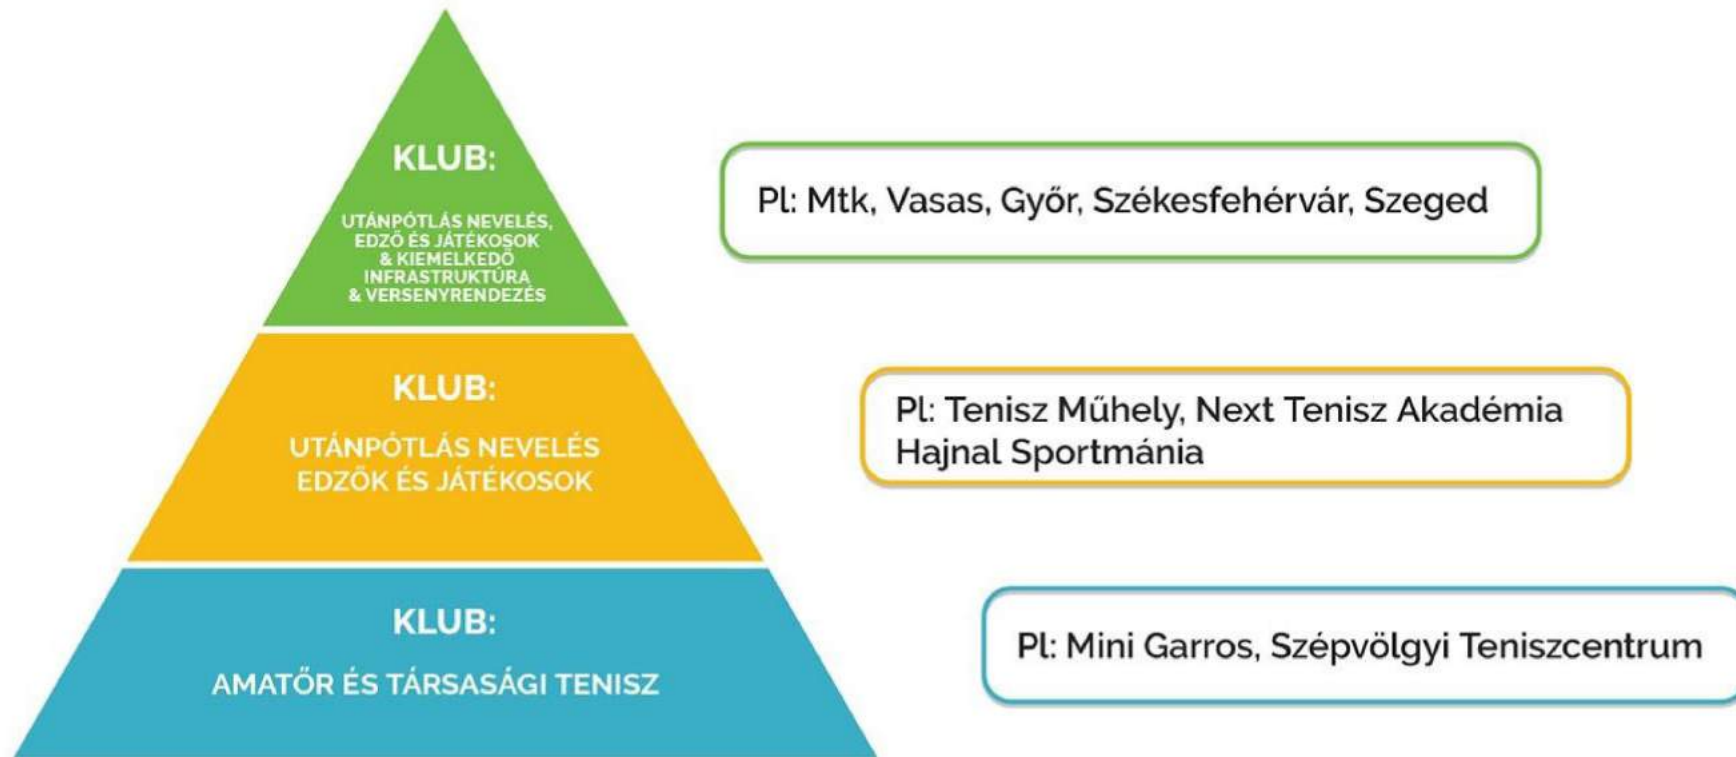 KLUB:
UTÁNPÓTLÁS NEVELÉS,
EDZŐ ÉS JÁTÉKOSOK
& KIEMELKEDŐ
INFRASTRUKTÚRA
& VERSENYRENDEZÉS
Pl: Mtk, Vasas, Győr, Székesfehérvár, Szeged
KLUB:
UTÁNPÓTLÁS NEVELÉS
EDZŐK ÉS JÁTÉKOSOK
Pl: Tenisz Műhely, Next Tenisz Akadémia
Hajnal Sportmánia
KLUB:
AMATŐR ÉS TÁRSASÁGI TENISZ
Pl: Mini Garros, Szépvölgyi Teniszcentrum